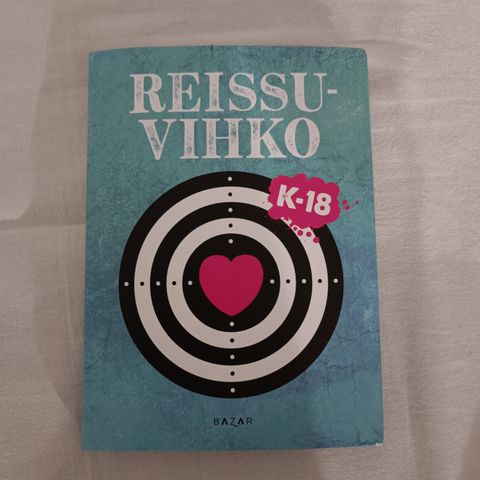 REISSU-
VIHKO
K-18
BAZAR